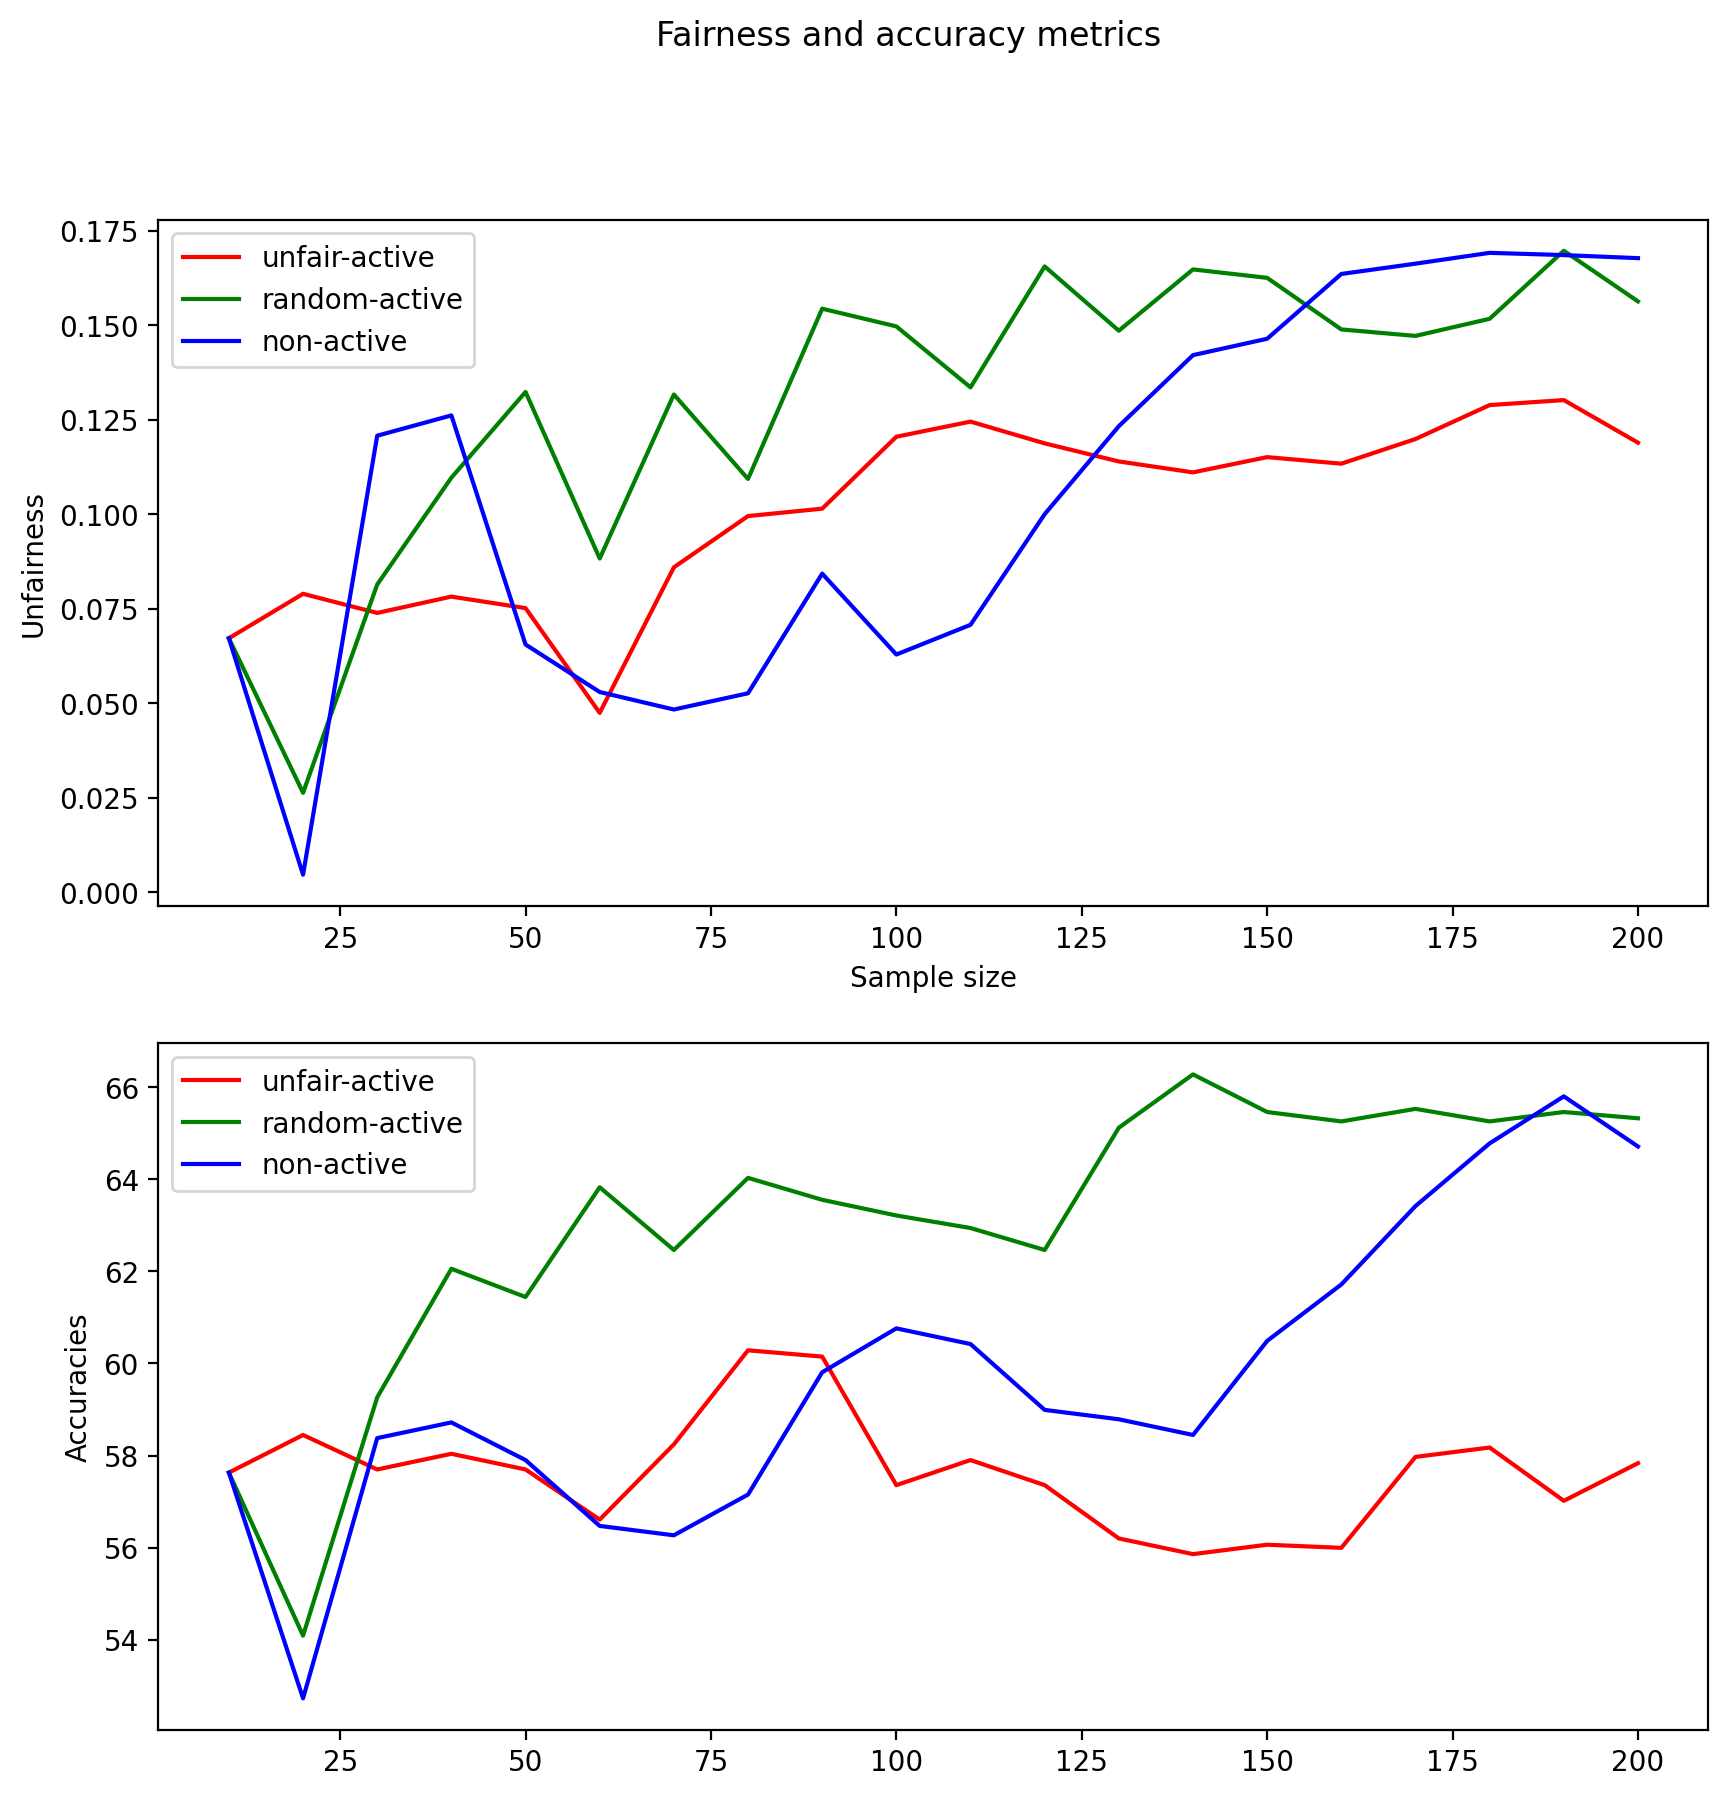 Fairness and accuracy metrics
0.175
0.150
0.125
0.100
0.075
0.050
0.025
0.000
Unfairness
unfair-active
random-active
non-active
25 50 75 100 125 150 175 200
Sample size
66
64
62
60
58
56
54
Accuracies
unfair-active
random-active
non-active
25 50 75 100 125 150 175 200